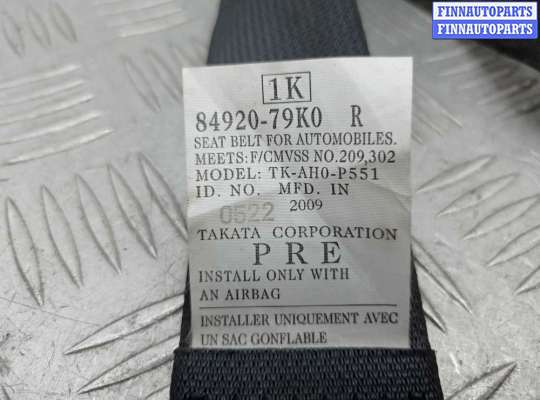 FINNAUTOPARTS
FINNAUTOPARTS
1K
84920-79K0 R
SEAT BELT FOR AUTOMOBILES.
MEETS:F/CMVSS NO.209,302
MODEL: TK-AH0-P551
ID. NO. MFD. IN
0522 2009
TAKATA CORPORATION
PRE
INSTALL ONLY WITH
AN AIRBAG
INSTALLER UNIQUEMENT AVEC
UN SAC GONFLABLE